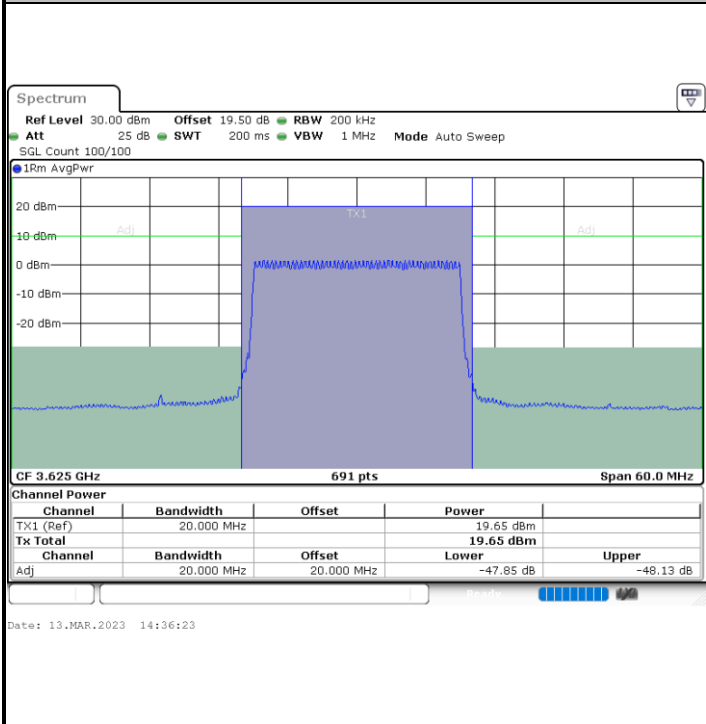 Spectrum
Ref Level 30.00 dBm Offset 19.50 dB RBW 200 kHz
Att 25 dB SWT 200 ms VBW 1 MHz Mode Auto Sweep
SGL Count 100/100
1Rm AvgPwr
20 dBm
TX1
10 dBm Adj Adj
0 dBm
-10 dBm
-20 dBm
CF 3.625 GHz 691 pts Span 60.0 MHz
Channel Power
Channel Bandwidth Offset Power
TX1 (Ref) 20.000 MHz 19.65 dBm
Tx Total 19.65 dBm
Channel Bandwidth Offset Lower Upper
Adj 20.000 MHz 20.000 MHz -47.85 dB -48.13 dB
Ready
Date: 13.MAR.2023 14:36:23